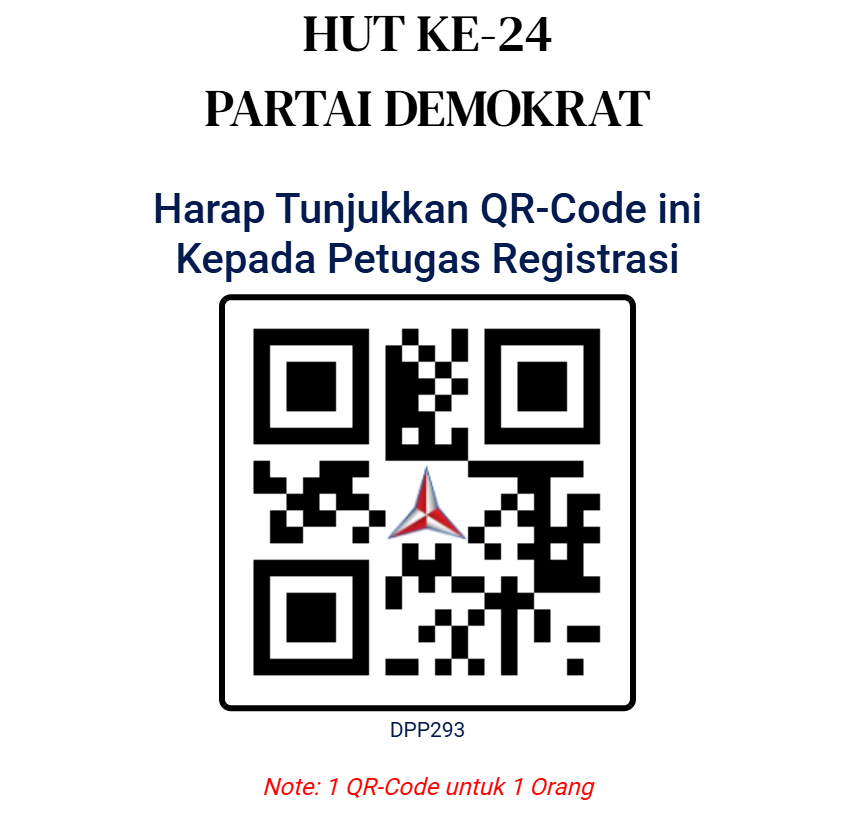 HUT KE-24
PARTAI DEMOKRAT
Harap Tunjukkan QR-Code ini
Kepada Petugas Registrasi
DPP293
Note: 1 QR-Code untuk 1 Orang